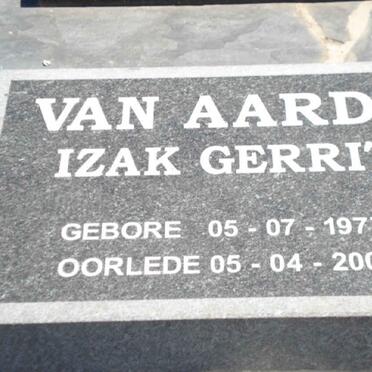 VAN AARD
IZAK GERRIT
GEBORE 05 - 07 - 197
OORLEDE 05 - 04 - 200